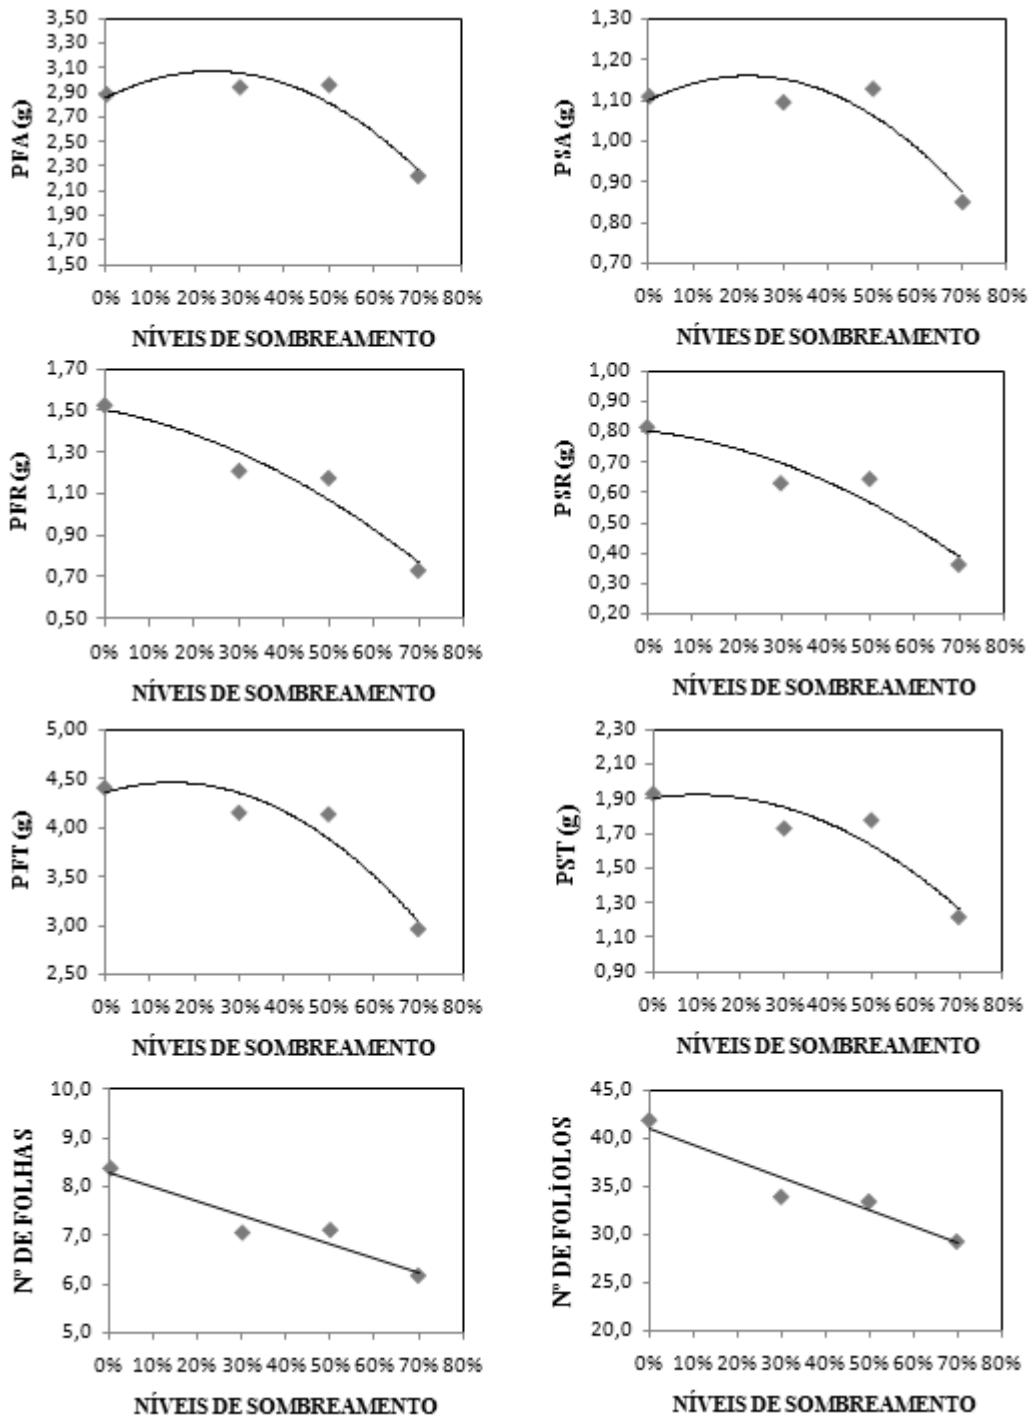 PFA (g)
3,50
3,30
3,10
2,90
2,70
2,50
2,30
2,10
1,90
1,70
1,50
0% 10% 20% 30% 40% 50% 60% 70% 80%
NÍVEIS DE SOMBREAMENTO
PSA (g)
1,30
1,20
1,10
1,00
0,90
0,80
0,70
0% 10% 20% 30% 40% 50% 60% 70% 80%
NÍVIES DE SOMBREAMENTO
PFR (g)
1,70
1,50
1,30
1,10
0,90
0,70
0,50
0% 10% 20% 30% 40% 50% 60% 70% 80%
NÍVEIS DE SOMBREAMENTO
PSR (g)
1,00
0,90
0,80
0,70
0,60
0,50
0,40
0,30
0,20
0% 10% 20% 30% 40% 50% 60% 70% 80%
NÍVEIS DE SOMBREAMENTO
PFT (g)
5,00
4,50
4,00
3,50
3,00
2,50
0% 10% 20% 30% 40% 50% 60% 70% 80%
NÍVEIS DE SOMBREAMENTO
PST (g)
2,30
2,10
1,90
1,70
1,50
1,30
1,10
0,90
0% 10% 20% 30% 40% 50% 60% 70% 80%
NÍVEIS DE SOMBREAMENTO
Nº DE FOLHAS
10,0
9,0
8,0
7,0
6,0
5,0
0% 10% 20% 30% 40% 50% 60% 70% 80%
NÍVEIS DE SOMBREAMENTO
Nº DE FOLÍOLOS
45,0
40,0
35,0
30,0
25,0
20,0
0% 10% 20% 30% 40% 50% 60% 70% 80%
NÍVEIS DE SOMBREAMENTO